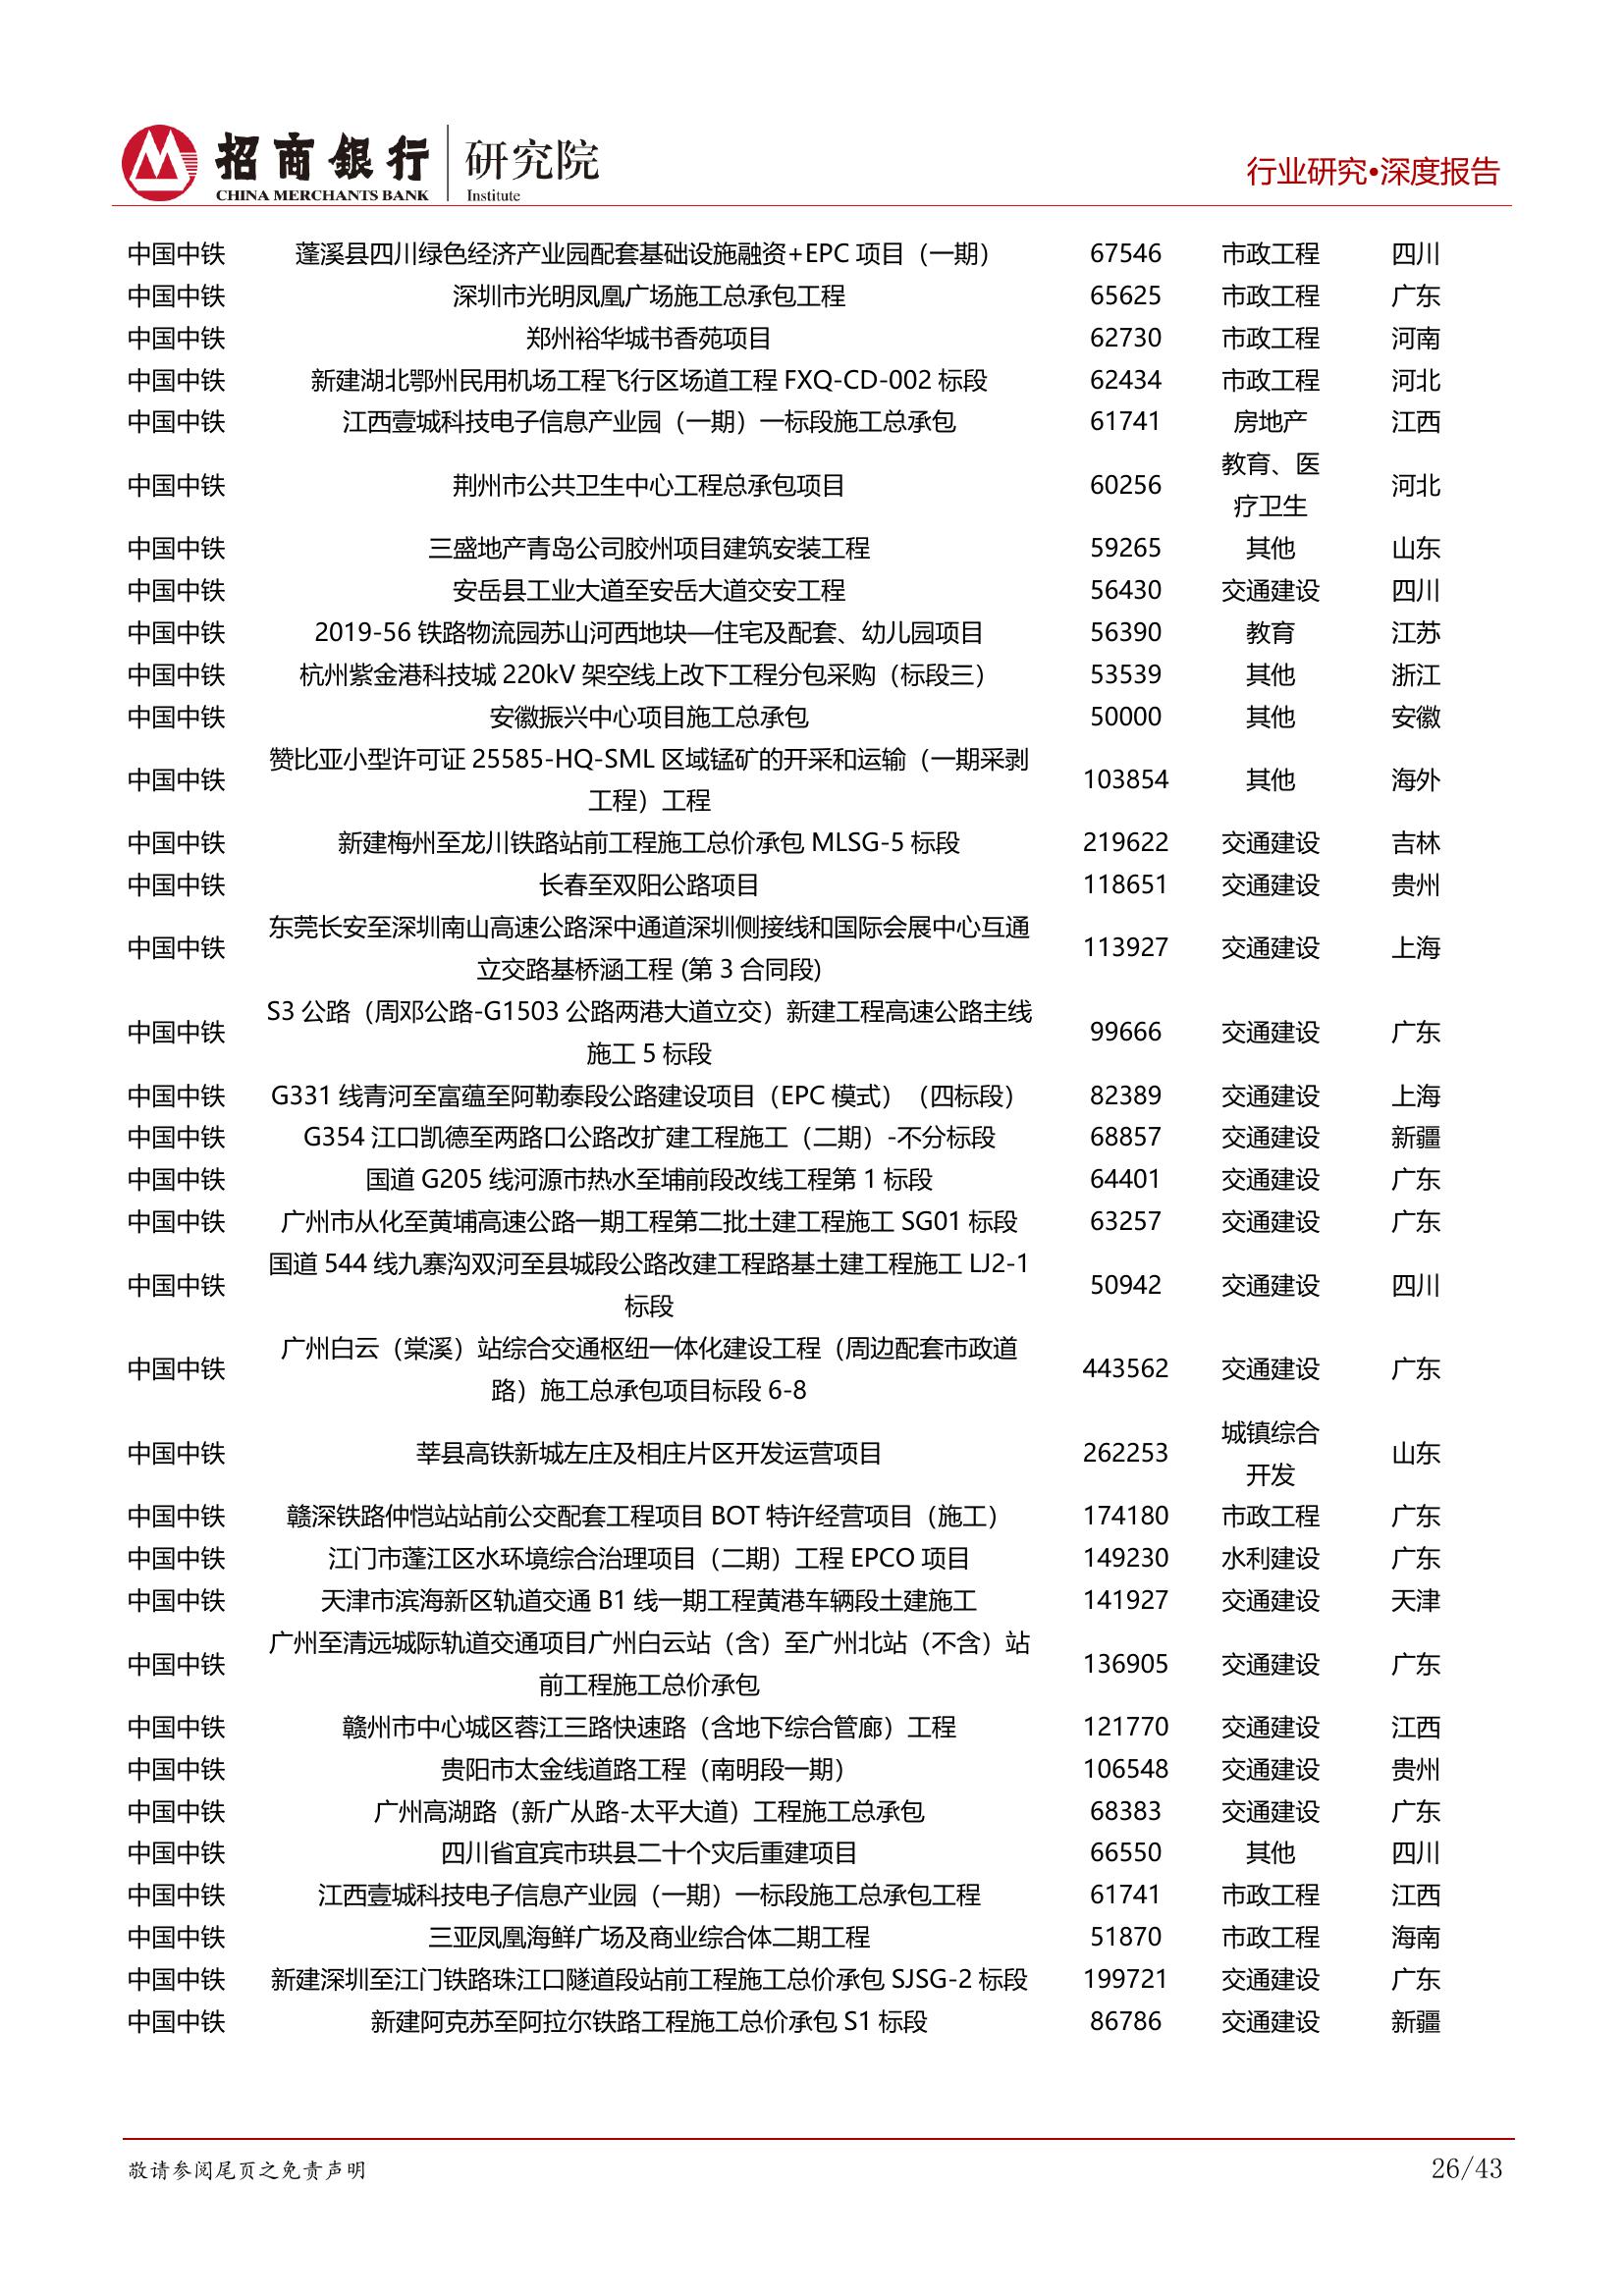 招商銀行 研究院
CHINA MERCHANTS BANK Institute
行业研究•深度报告
中国中铁 蓬溪县四川绿色经济产业园配套基础设施融资+EPC 项目（一期） 67546 市政工程 四川
中国中铁 深圳市光明凤凰广场施工总承包工程 65625 市政工程 广东
中国中铁 郑州裕华城书香苑项目 62730 市政工程 河南
中国中铁 新建湖北鄂州民用机场工程飞行区场道工程 FXQ-CD-002 标段 62434 市政工程 河北
中国中铁 江西壹城科技电子信息产业园（一期）一标段施工总承包 61741 房地产 江西
中国中铁 荆州市公共卫生中心工程总承包项目 60256 教育、医
疗卫生 河北
中国中铁 三盛地产青岛公司胶州项目建筑安装工程 59265 其他 山东
中国中铁 安岳县工业大道至安岳大道交安工程 56430 交通建设 四川
中国中铁 2019-56 铁路物流园苏山河西地块—住宅及配套、幼儿园项目 56390 教育 江苏
中国中铁 杭州紫金港科技城 220kV 架空线上改下工程分包采购（标段三） 53539 其他 浙江
中国中铁 安徽振兴中心项目施工总承包 50000 其他 安徽
中国中铁 赞比亚小型许可证 25585-HQ-SML 区域锰矿的开采和运输（一期采剥
工程）工程 103854 其他 海外
中国中铁 新建梅州至龙川铁路站前工程施工总价承包 MLSG-5 标段 219622 交通建设 吉林
中国中铁 长春至双阳公路项目 118651 交通建设 贵州
中国中铁 东莞长安至深圳南山高速公路深中通道深圳侧接线和国际会展中心互通
立交路基桥涵工程 (第 3 合同段) 113927 交通建设 上海
中国中铁 S3 公路（周邓公路-G1503 公路两港大道立交）新建工程高速公路主线
施工 5 标段 99666 交通建设 广东
中国中铁 G331 线青河至富蕴至阿勒泰段公路建设项目（EPC 模式）（四标段） 82389 交通建设 上海
中国中铁 G354 江口凯德至两路口公路改扩建工程施工（二期）-不分标段 68857 交通建设 新疆
中国中铁 国道 G205 线河源市热水至埔前段改线工程第 1 标段 64401 交通建设 广东
中国中铁 广州市从化至黄埔高速公路一期工程第二批土建工程施工 SG01 标段 63257 交通建设 广东
中国中铁 国道 544 线九寨沟双河至县城段公路改建工程路基土建工程施工 LJ2-1
标段 50942 交通建设 四川
中国中铁 广州白云（棠溪）站综合交通枢纽一体化建设工程（周边配套市政道
路）施工总承包项目标段 6-8 443562 交通建设 广东
中国中铁 莘县高铁新城左庄及相庄片区开发运营项目 262253 城镇综合
开发 山东
中国中铁 赣深铁路仲恺站站前公交配套工程项目 BOT 特许经营项目（施工） 174180 市政工程 广东
中国中铁 江门市蓬江区水环境综合治理项目（二期）工程 EPCO 项目 149230 水利建设 广东
中国中铁 天津市滨海新区轨道交通 B1 线一期工程黄港车辆段土建施工 141927 交通建设 天津
中国中铁 广州至清远城际轨道交通项目广州白云站（含）至广州北站（不含）站
前工程施工总价承包 136905 交通建设 广东
中国中铁 赣州市中心城区蓉江三路快速路（含地下综合管廊）工程 121770 交通建设 江西
中国中铁 贵阳市太金线道路工程（南明段一期） 106548 交通建设 贵州
中国中铁 广州高湖路（新广从路-太平大道）工程施工总承包 68383 交通建设 广东
中国中铁 四川省宜宾市珙县二十个灾后重建项目 66550 其他 四川
中国中铁 江西壹城科技电子信息产业园（一期）一标段施工总承包工程 61741 市政工程 江西
中国中铁 三亚凤凰海鲜广场及商业综合体二期工程 51870 市政工程 海南
中国中铁 新建深圳至江门铁路珠江口隧道段站前工程施工总价承包 SJSG-2 标段 199721 交通建设 广东
中国中铁 新建阿克苏至阿拉尔铁路工程施工总价承包 S1 标段 86786 交通建设 新疆
敬请参阅尾页之免责声明 26/43